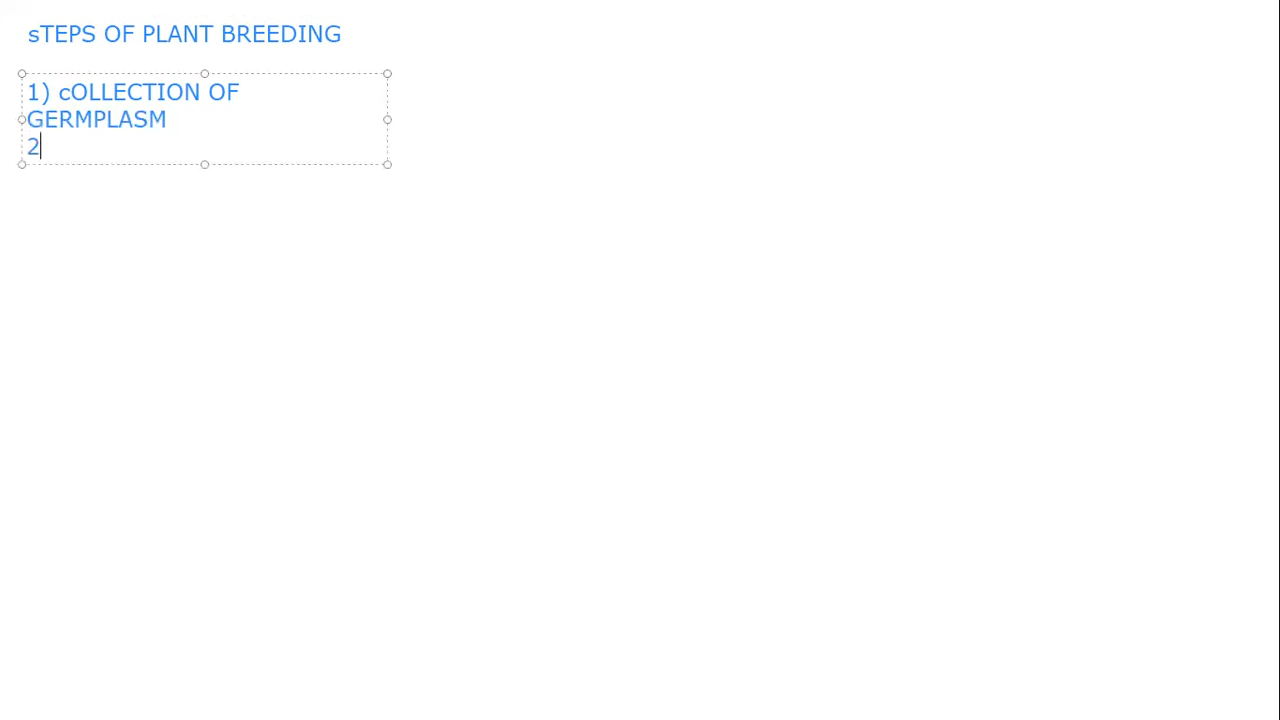 sTEPS OF PLANT BREEDING
1) cOLLECTION OF
GERMPLASM
2